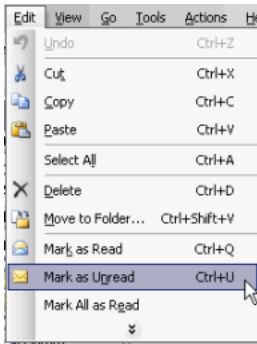 Edit View Go Tools Actions
Undo Ctrl+Z
Cut Ctrl+X
Copy Ctrl+C
Paste Ctrl+V
Select All Ctrl+A
Delete Ctrl+D
Move to Folder... Ctrl+Shift+V
Mark as Read Ctrl+Q
Mark as Unread Ctrl+U
Mark All as Read